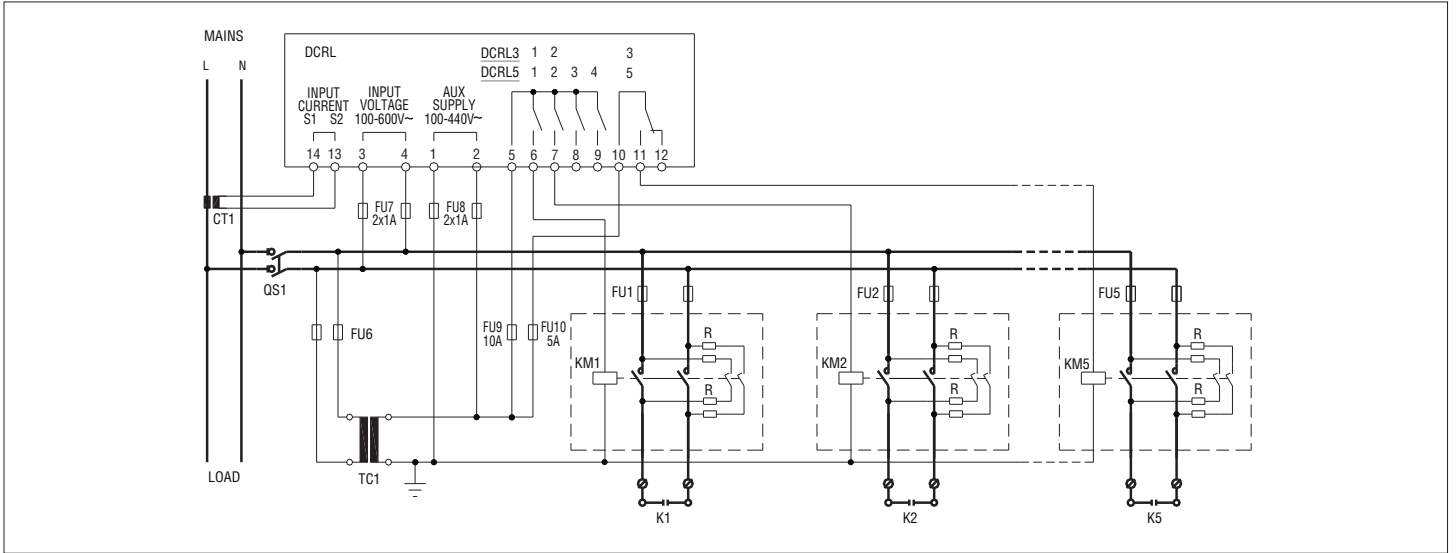 MAINS
L N
DCRL
DCRL3 1 2 3
DCRL5 1 2 3 4 5
INPUT CURRENT
S1 S2
INPUT VOLTAGE
100-600V~
AUX SUPPLY
100-440V~
14 13 3 4 1 2 5 6 7 8 9 10 11 12
CT1
FU7
2x1A
FU8
2x1A
QS1
FU1
FU2
FU5
FU6
FU9
10A
FU10
5A
KM1
R
R
KM2
R
R
KM5
R
R
LOAD
TC1
K1
K2
K5